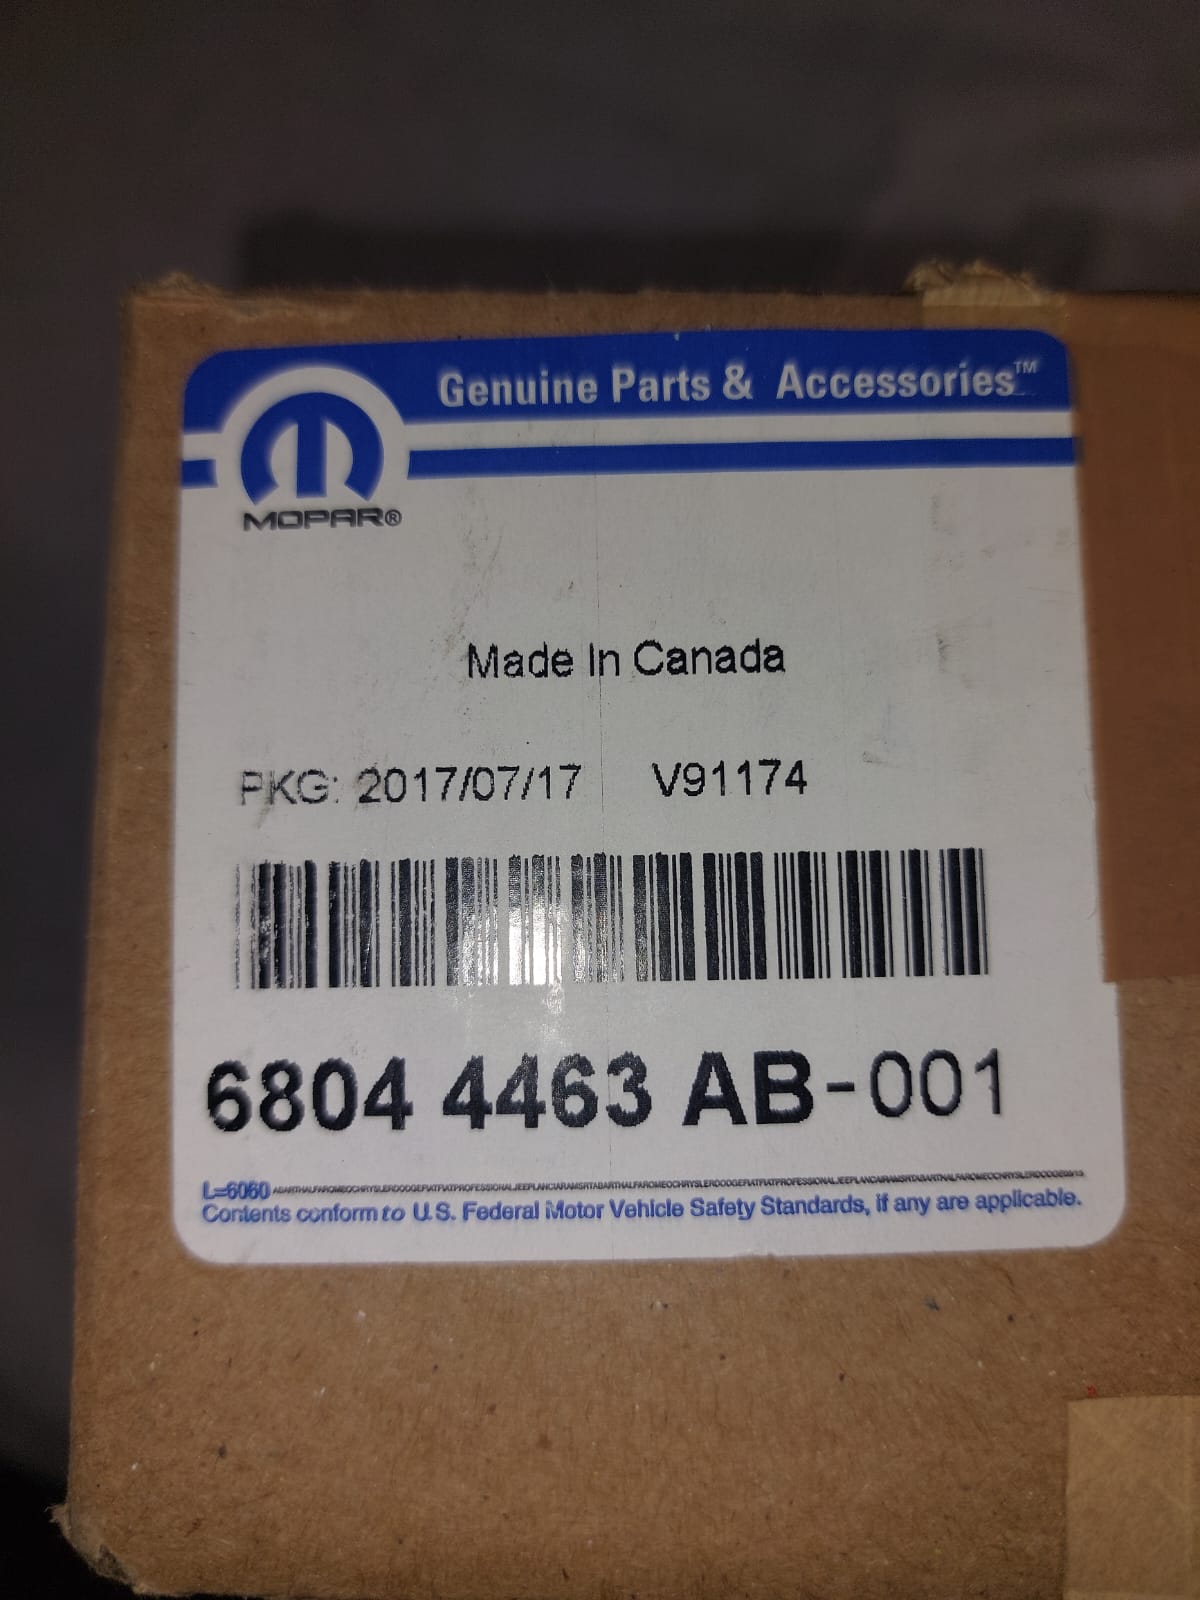 Genuine Parts & Accessories™
MOPAR®
Made In Canada
PKG: 2017/07/17 V91174
6804 4463 AB-001
L=6060
Contents conform to U.S. Federal Motor Vehicle Safety Standards, if any are applicable.